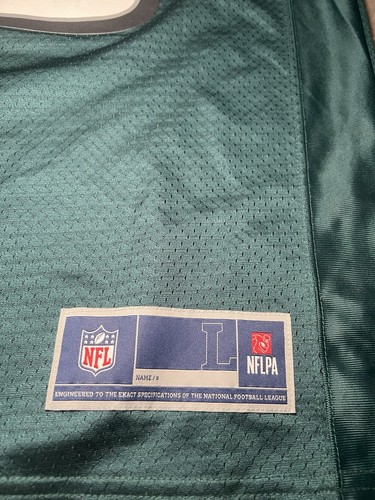 NFL
L
NAME/#
NFLPA
ENGINEERED TO THE EXACT SPECIFICATIONS OF THE NATIONAL FOOTBALL LEAGUE